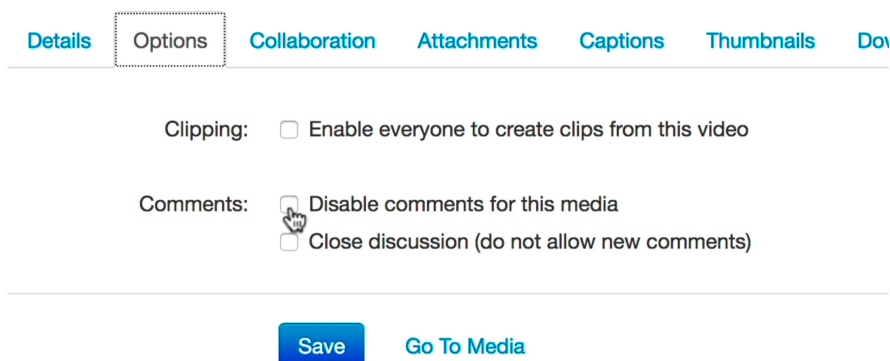 Details Options Collaboration Attachments Captions Thumbnails
Clipping: Enable everyone to create clips from this video
Comments: Disable comments for this media
Close discussion (do not allow new comments)
Save Go To Media